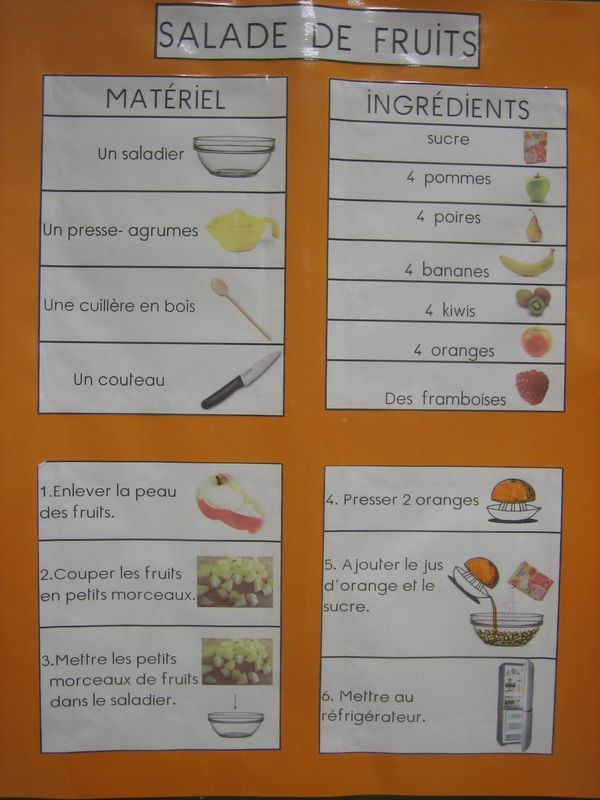 SALADE DE FRUITS
MATÉRIEL
Un saladier
Un presse- agrumes
Une cuillère en bois
Un couteau
INGRÉDIENTS
sucre
4 pommes
4 poires
4 bananes
4 kiwis
4 oranges
Des framboises
1.Enlever la peau
des fruits.
2.Couper les fruits
en petits morceaux.
3.Mettre les petits
morceaux de fruits
dans le saladier.
4. Presser 2 oranges
5. Ajouter le jus
d'orange et le
sucre.
6. Mettre au
réfrigérateur.